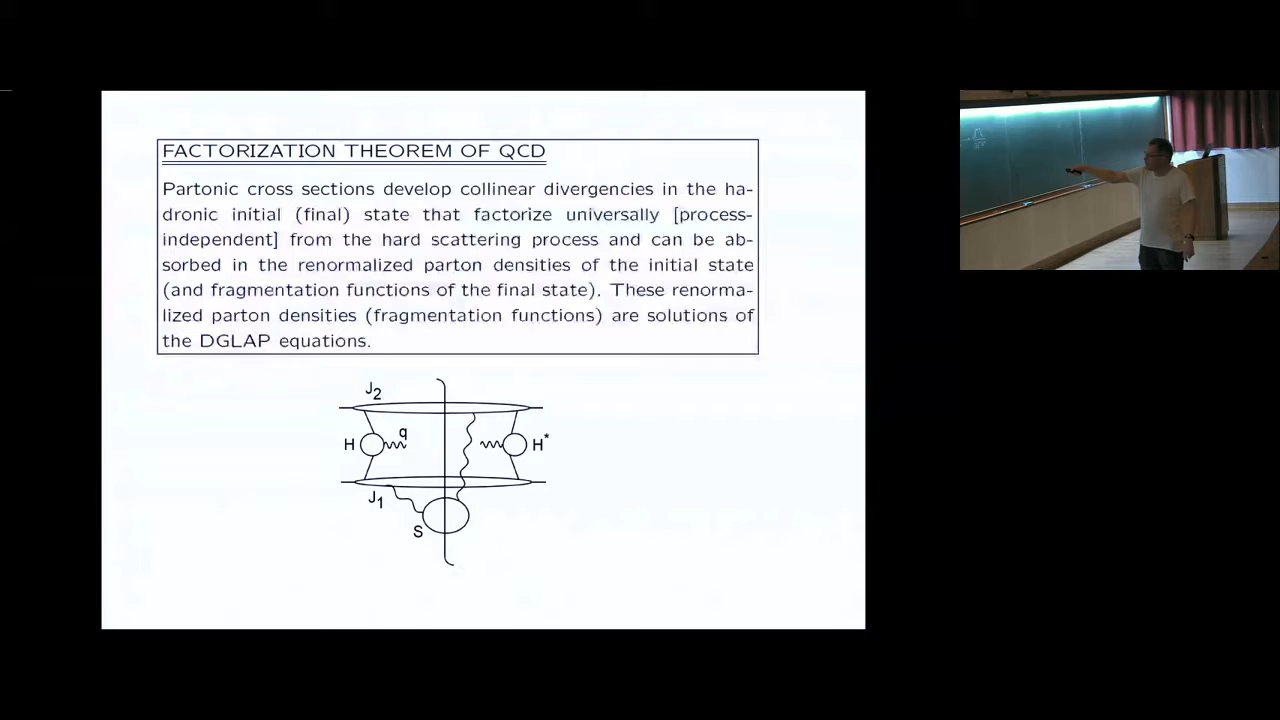 FACTORIZATION THEOREM OF QCD
Partonic cross sections develop collinear divergencies in the ha-
dronic initial (final) state that factorize universally [process-
independent] from the hard scattering process and can be ab-
sorbed in the renormalized parton densities of the initial state
(and fragmentation functions of the final state). These renorma-
lized parton densities (fragmentation functions) are solutions of
the DGLAP equations.
J2
H q H*
J1
S